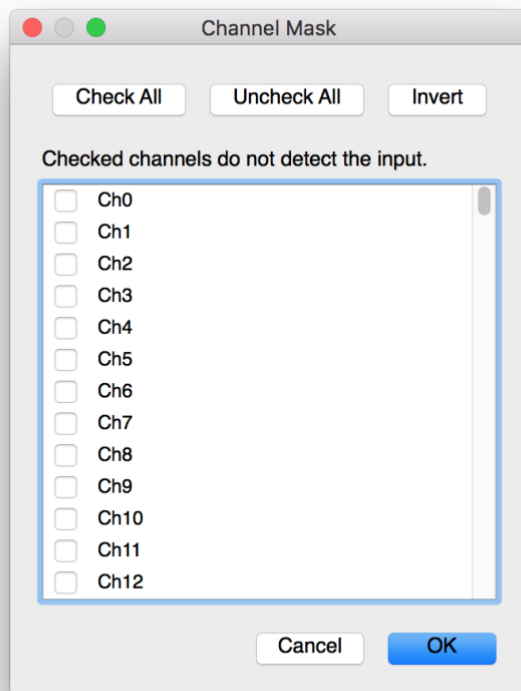 Channel Mask
Check All Uncheck All Invert
Checked channels do not detect the input.
Ch0
Ch1
Ch2
Ch3
Ch4
Ch5
Ch6
Ch7
Ch8
Ch9
Ch10
Ch11
Ch12
Cancel OK